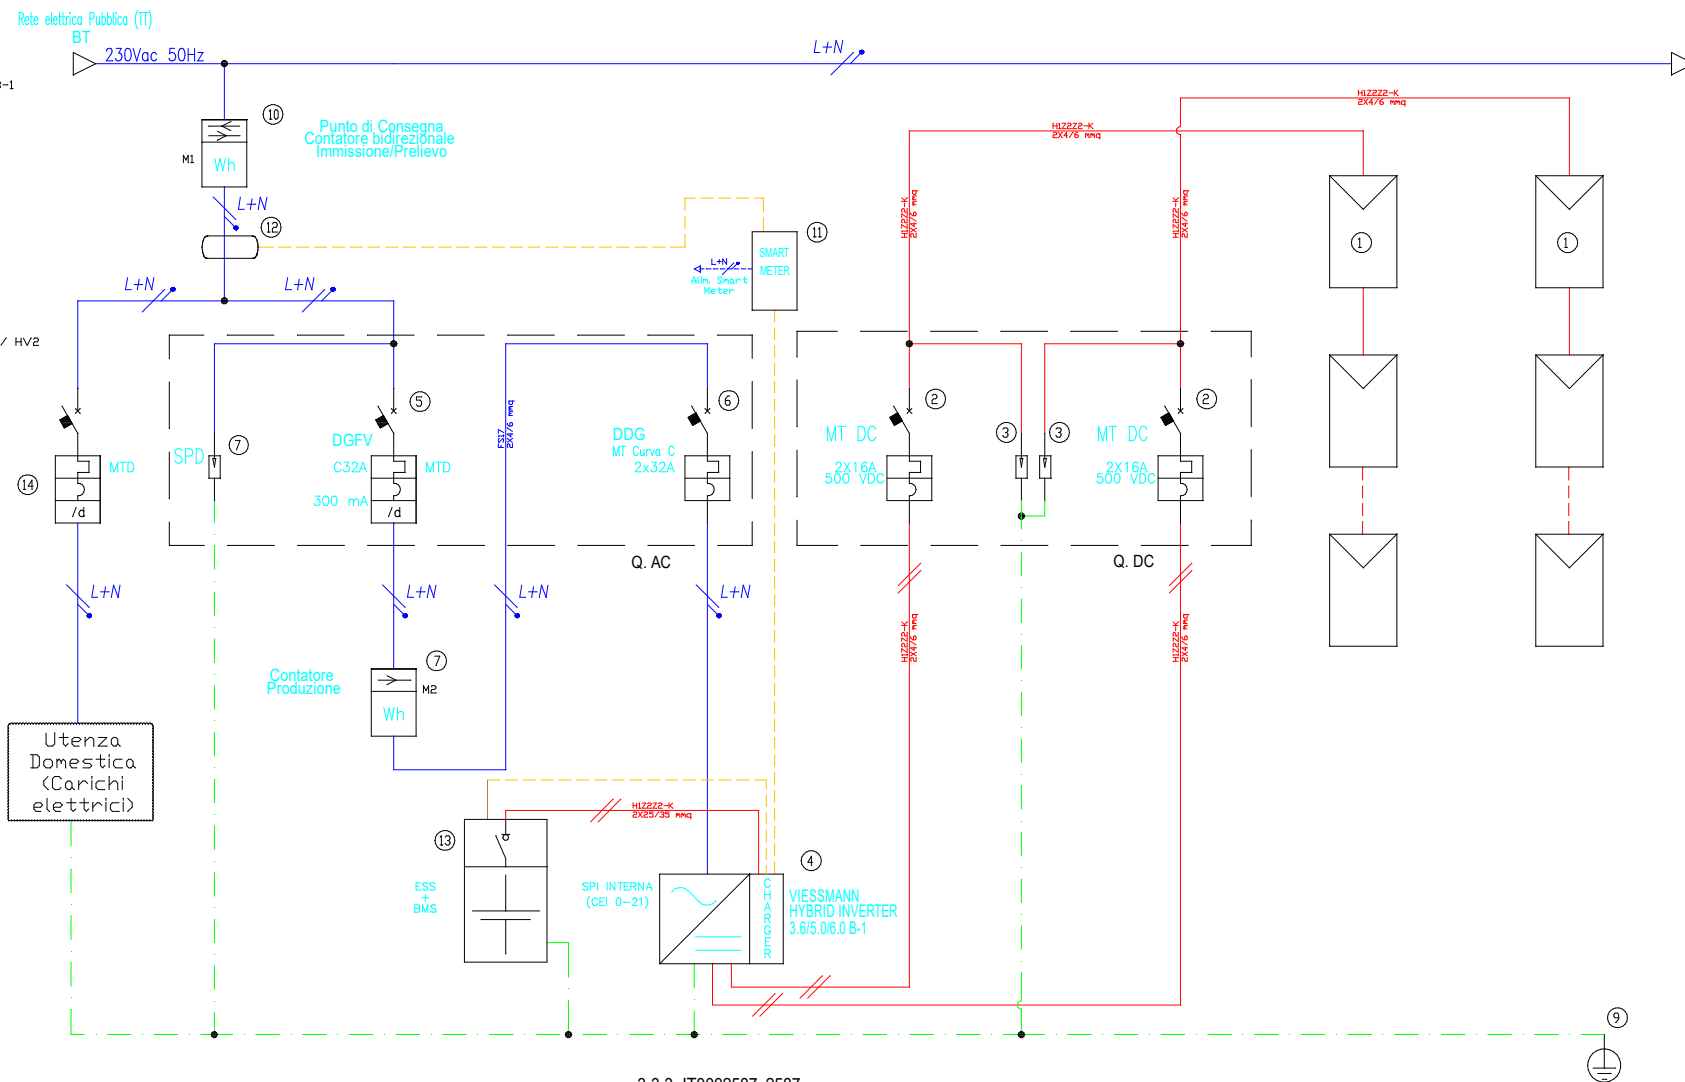 Rete elettrica Pubblica (TT)
BT
230Vac 50Hz
L+N
3-1
10
Punto di Consegna
Contatore bidirezionale
Immissione/Prelievo
M1
Wh
L+N
12
H1Z2Z2-K
2X4/6 mmq
H1Z2Z2-K
2X4/6 mmq
H1Z2Z2-K
2X4/6 mmq
H1Z2Z2-K
2X4/6 mmq
11
SMART
METER
L+N
Alim. Smart
Meter
1
1
L+N
L+N
/ HV2
5
6
2
2
FS17
2X4/6 mmq
DGFV
C32A
MTD
300 mA
/d
7
SPD
DDG
MT Curva C
2x32A
MT DC
2X16A
500 VDC
3
3
MT DC
2X16A
500 VDC
14
MTD
/d
Q. AC
Q. DC
L+N
L+N
L+N
L+N
H1Z2Z2-K
2X4/6 mmq
H1Z2Z2-K
2X4/6 mmq
Contatore
Produzione
7
M2
Wh
Utenza
Domestica
(Carichi
elettrici)
H1Z2Z2-K
2X25/35 mmq
13
ESS
+
BMS
4
SPI INTERNA
(CEI 0-21)
CHARGER
VIESSMANN
HYBRID INVERTER
3.6/5.0/6.0 B-1
9